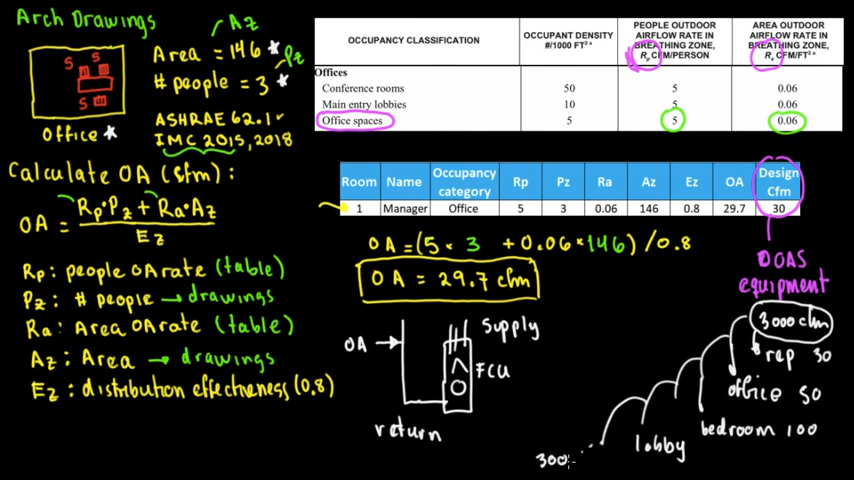 Arch Drawings
Az
Area = 146 *
Pz
# people = 3 *
S S
S
Office *
ASHRAE 62.1
IMC 2015, 2018
Calculate OA (cfm):
OA = Rp·Pz + Ra·Az
Ez
Rp: people OA rate (table)
Pz: # people → drawings
Ra: Area OA rate (table)
Az: Area → drawings
Ez: distribution effectiveness (0.8)
OCCUPANCY CLASSIFICATION
OCCUPANT DENSITY
#/1000 FT² ᵃ
PEOPLE OUTDOOR
AIRFLOW RATE IN
BREATHING ZONE,
Rp CFM/PERSON
AREA OUTDOOR
AIRFLOW RATE IN
BREATHING ZONE,
Ra CFM/FT² ᵃ
Offices
Conference rooms 50 5 0.06
Main entry lobbies 10 5 0.06
Office spaces 5 5 0.06
Room Name Occupancy category Rp Pz Ra Az Ez OA Design Cfm
1 Manager Office 5 3 0.06 146 0.8 29.7 30
OA = (5 * 3 + 0.06 * 146) / 0.8
OA = 29.7 cfm
OA
Supply
FCU
return
DOAS
equipment
3000 cfm
rep 30
office 50
bedroom 100
lobby
300